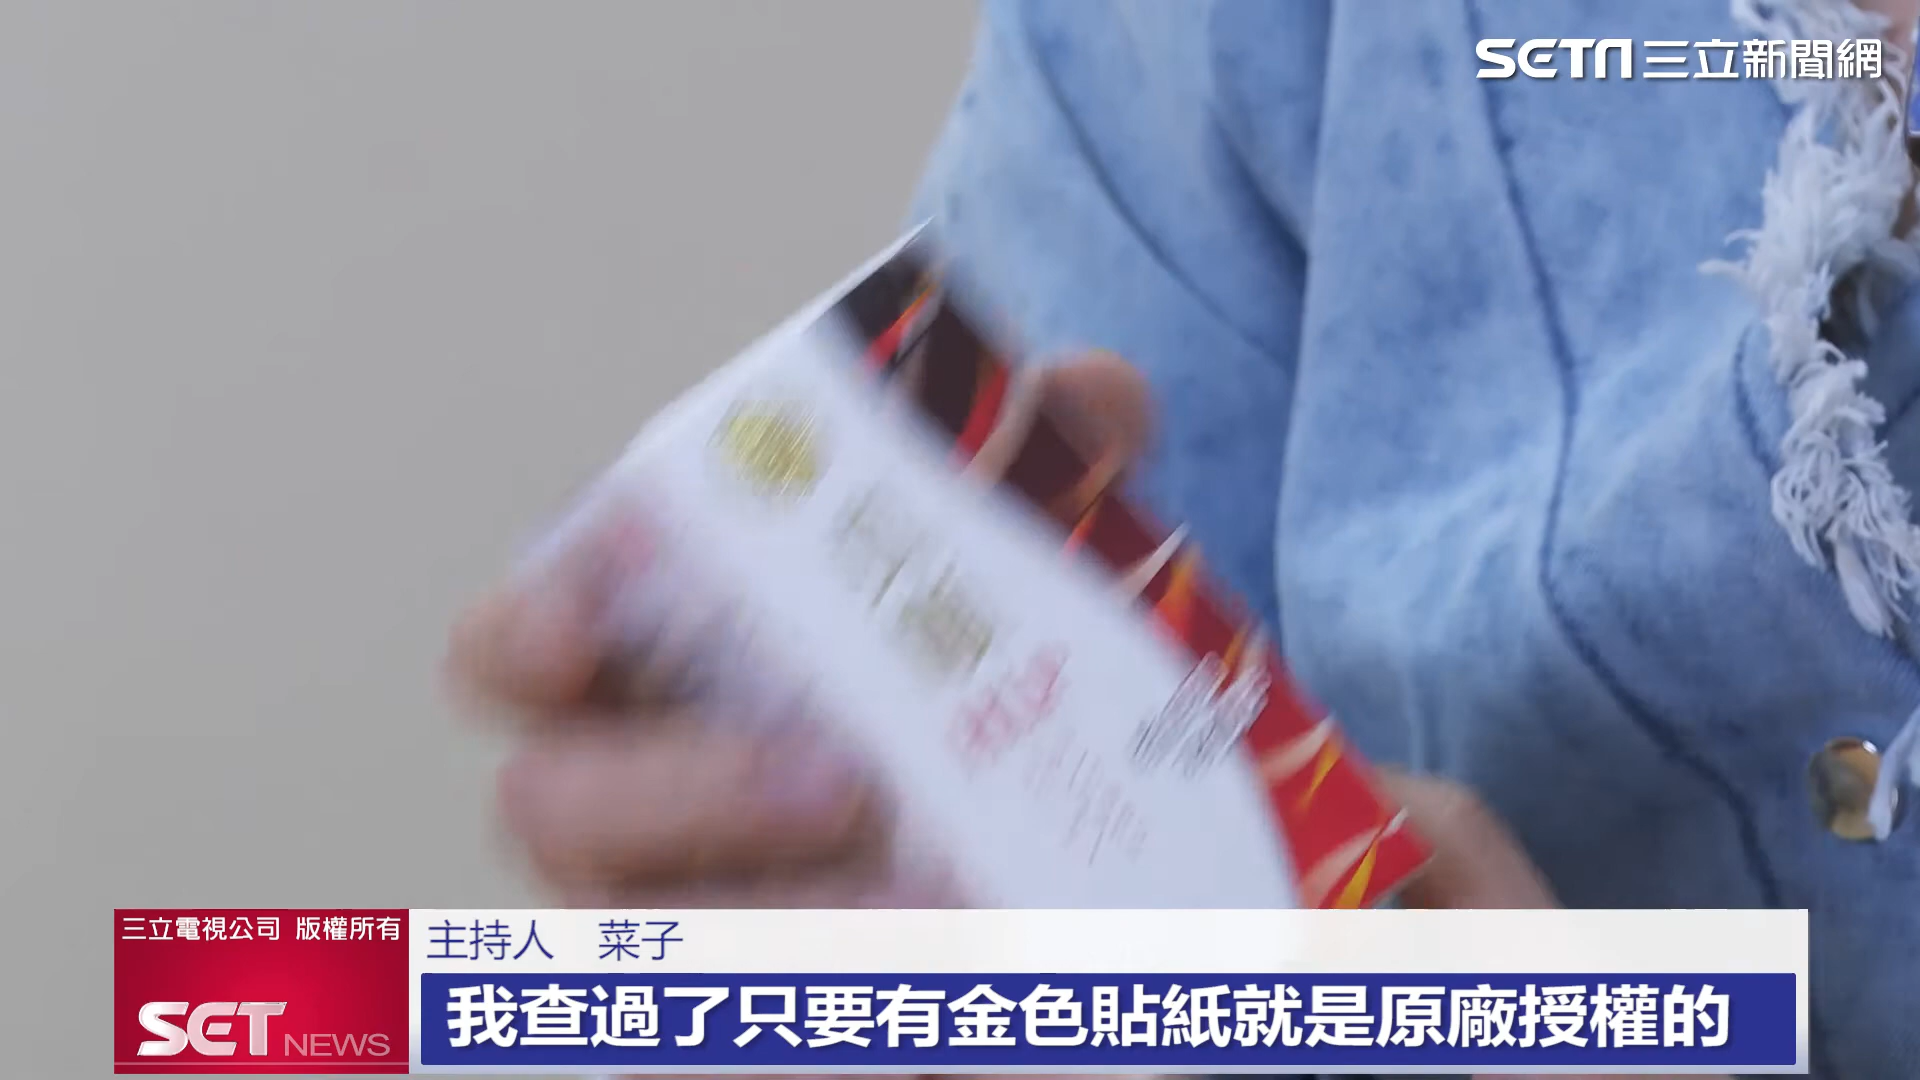 SETN三立新聞網
三立電視公司 版權所有
SET NEWS
主持人 菜子
我查過了只要有金色貼紙就是原廠授權的